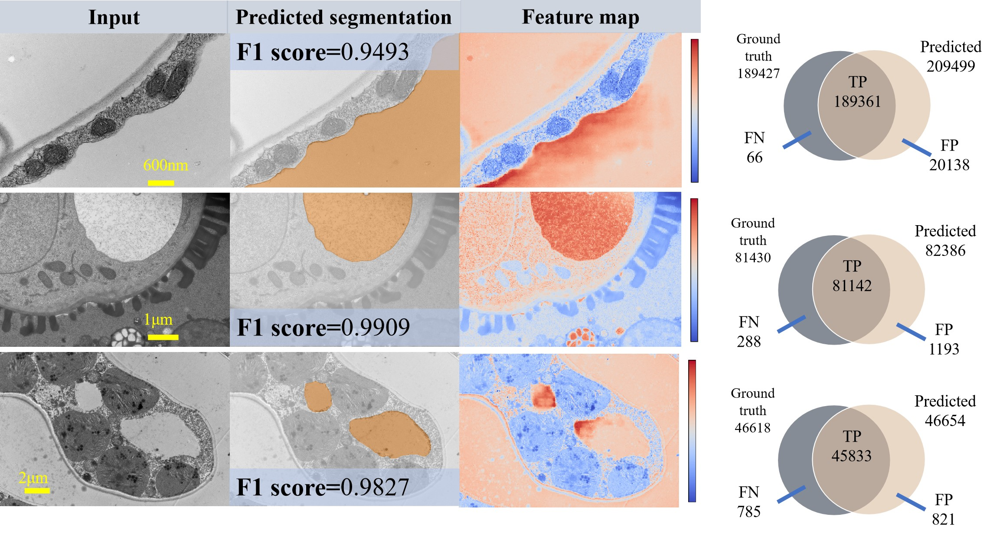 Input
Predicted segmentation
Feature map
F1 score=0.9493
600nm
Ground
truth
189427
Predicted
209499
TP
189361
FN
66
FP
20138
1μm
F1 score=0.9909
Ground
truth
81430
Predicted
82386
TP
81142
FN
288
FP
1193
2μm
F1 score=0.9827
Ground
truth
46618
Predicted
46654
TP
45833
FN
785
FP
821